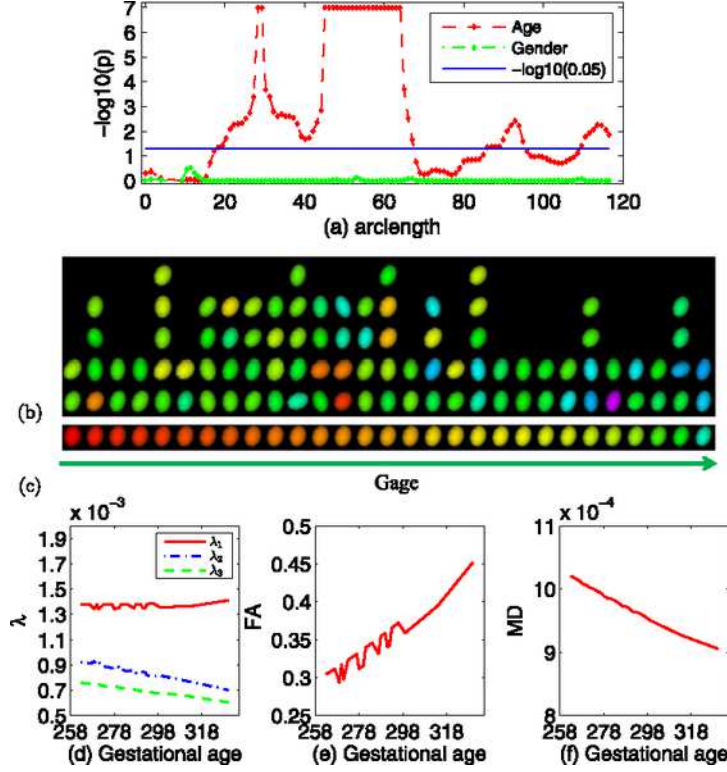 7
6
5
4
3
2
1
0
-log10(p)
Age
Gender
-log10(0.05)
0 20 40 60 80 100 120
(a) arclength
(b)
(c)
Gage
x 10⁻³
1.9
1.7
1.5
1.3
1.1
0.9
0.7
0.5
λ
λ₁
λ₂
λ₃
258 278 298 318
(d) Gestational age
0.5
0.45
0.4
0.35
0.3
0.25
FA
258 278 298 318
(e) Gestational age
x 10⁻⁴
11
10
9
8
MD
258 278 298 318
(f) Gestational age